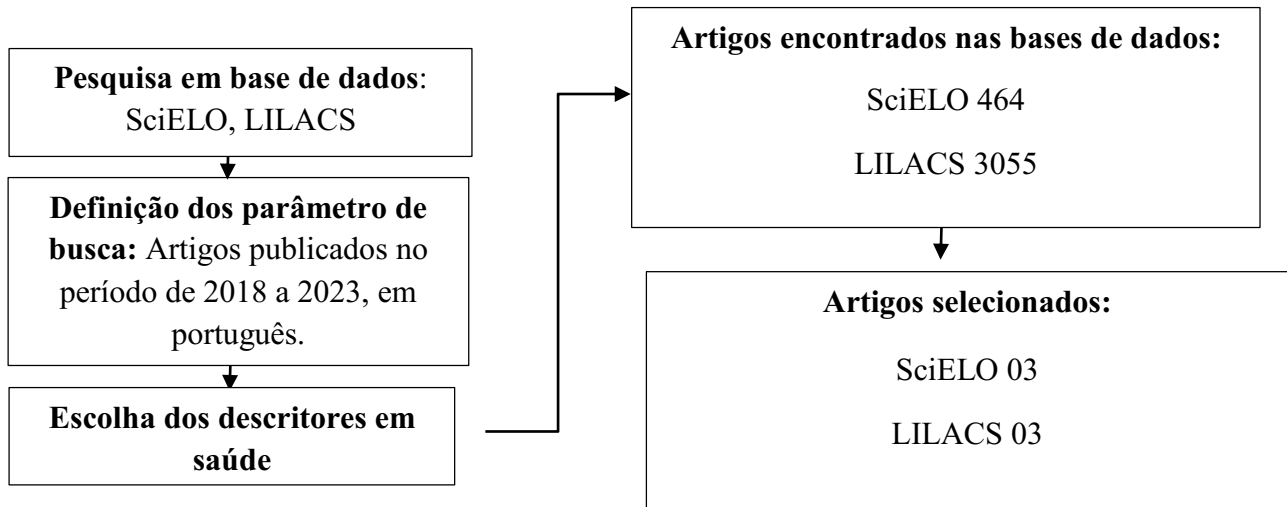 Pesquisa em base de dados:
SciELO, LILACS
Definição dos parâmetro de
busca: Artigos publicados no
período de 2018 a 2023, em
português.
Escolha dos descritores em
saúde
Artigos encontrados nas bases de dados:
SciELO 464
LILACS 3055
Artigos selecionados:
SciELO 03
LILACS 03